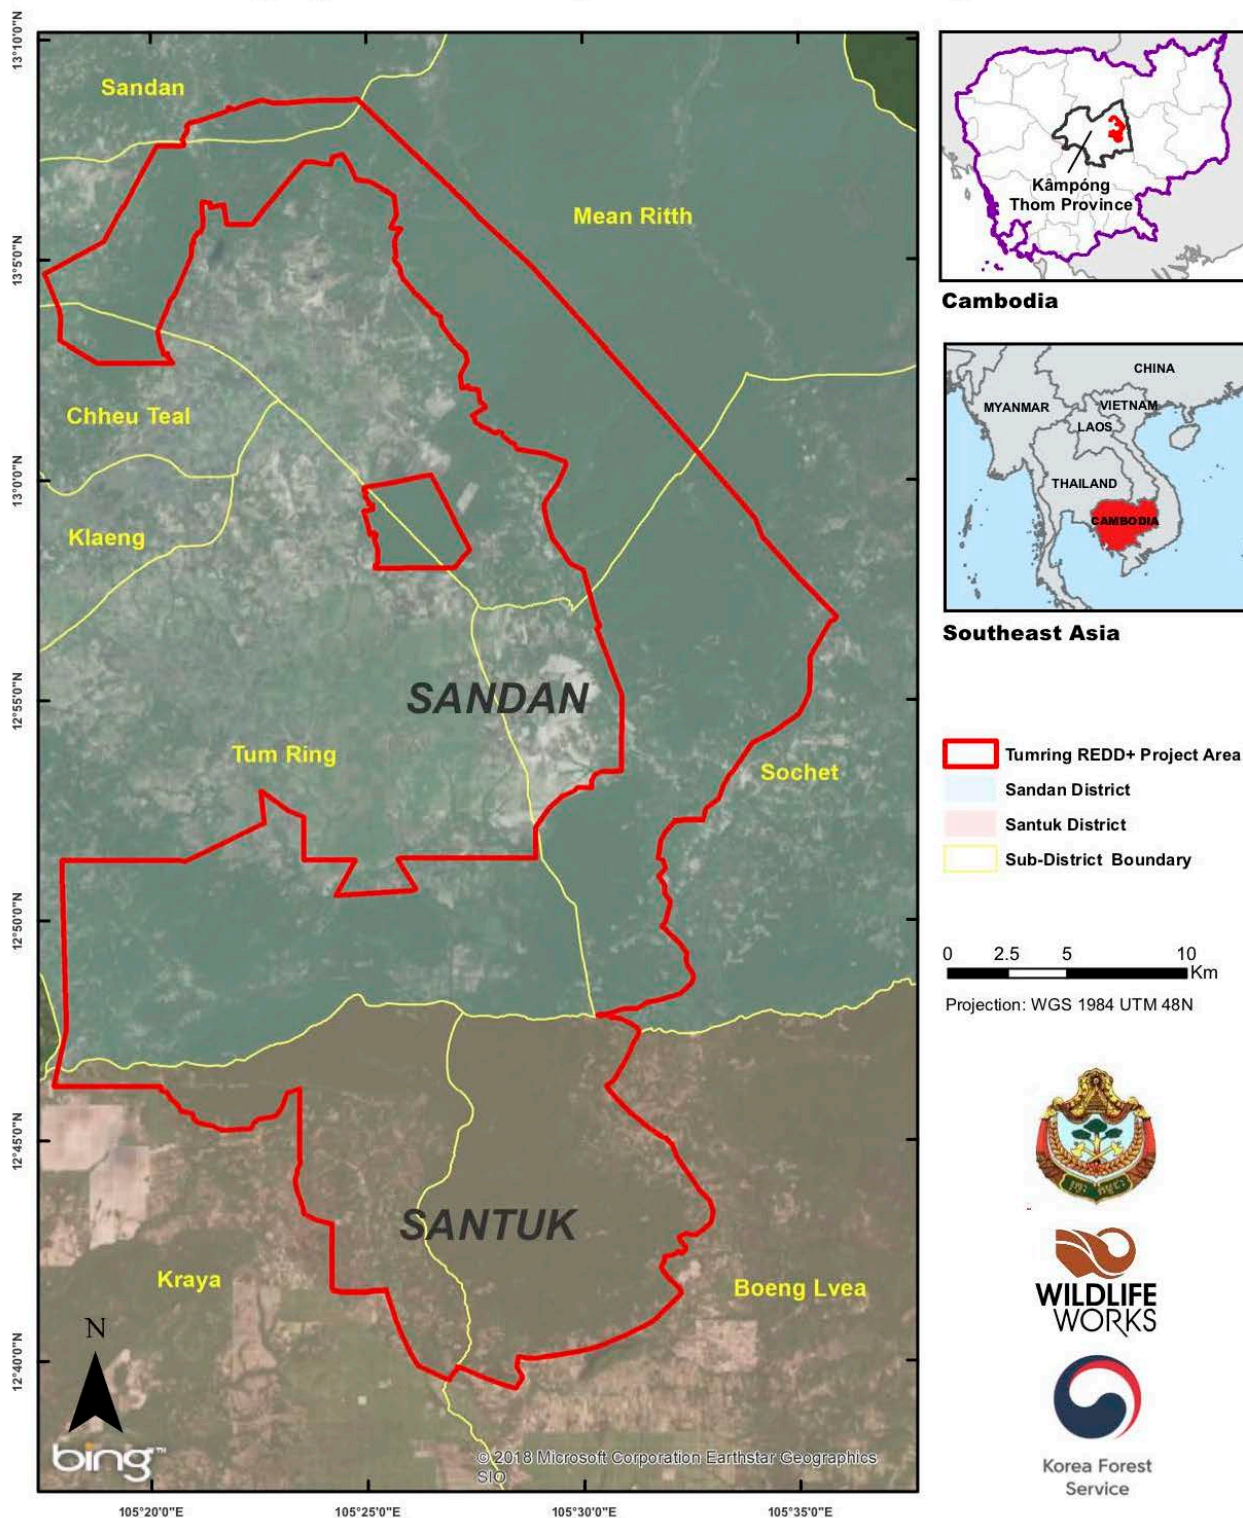 Sandan
Mean Ritth
Chheu Teal
Klaeng
SANDAN
Tum Ring
Sochet
SANTUK
Kraya
Boeng Lvea
N
bing™
© 2018 Microsoft Corporation Earthstar Geographics
SIO
13°10'0"N
13°5'0"N
13°0'0"N
12°55'0"N
12°50'0"N
12°45'0"N
12°40'0"N
105°20'0"E
105°25'0"E
105°30'0"E
105°35'0"E
Kâmpóng
Thom Province
Cambodia
CHINA
MYANMAR
VIETNAM
LAOS
THAILAND
CAMBODIA
Southeast Asia
Tumring REDD+ Project Area
Sandan District
Santuk District
Sub-District Boundary
0 2.5 5 10
Km
Projection: WGS 1984 UTM 48N
WILDLIFE
WORKS
Korea Forest
Service